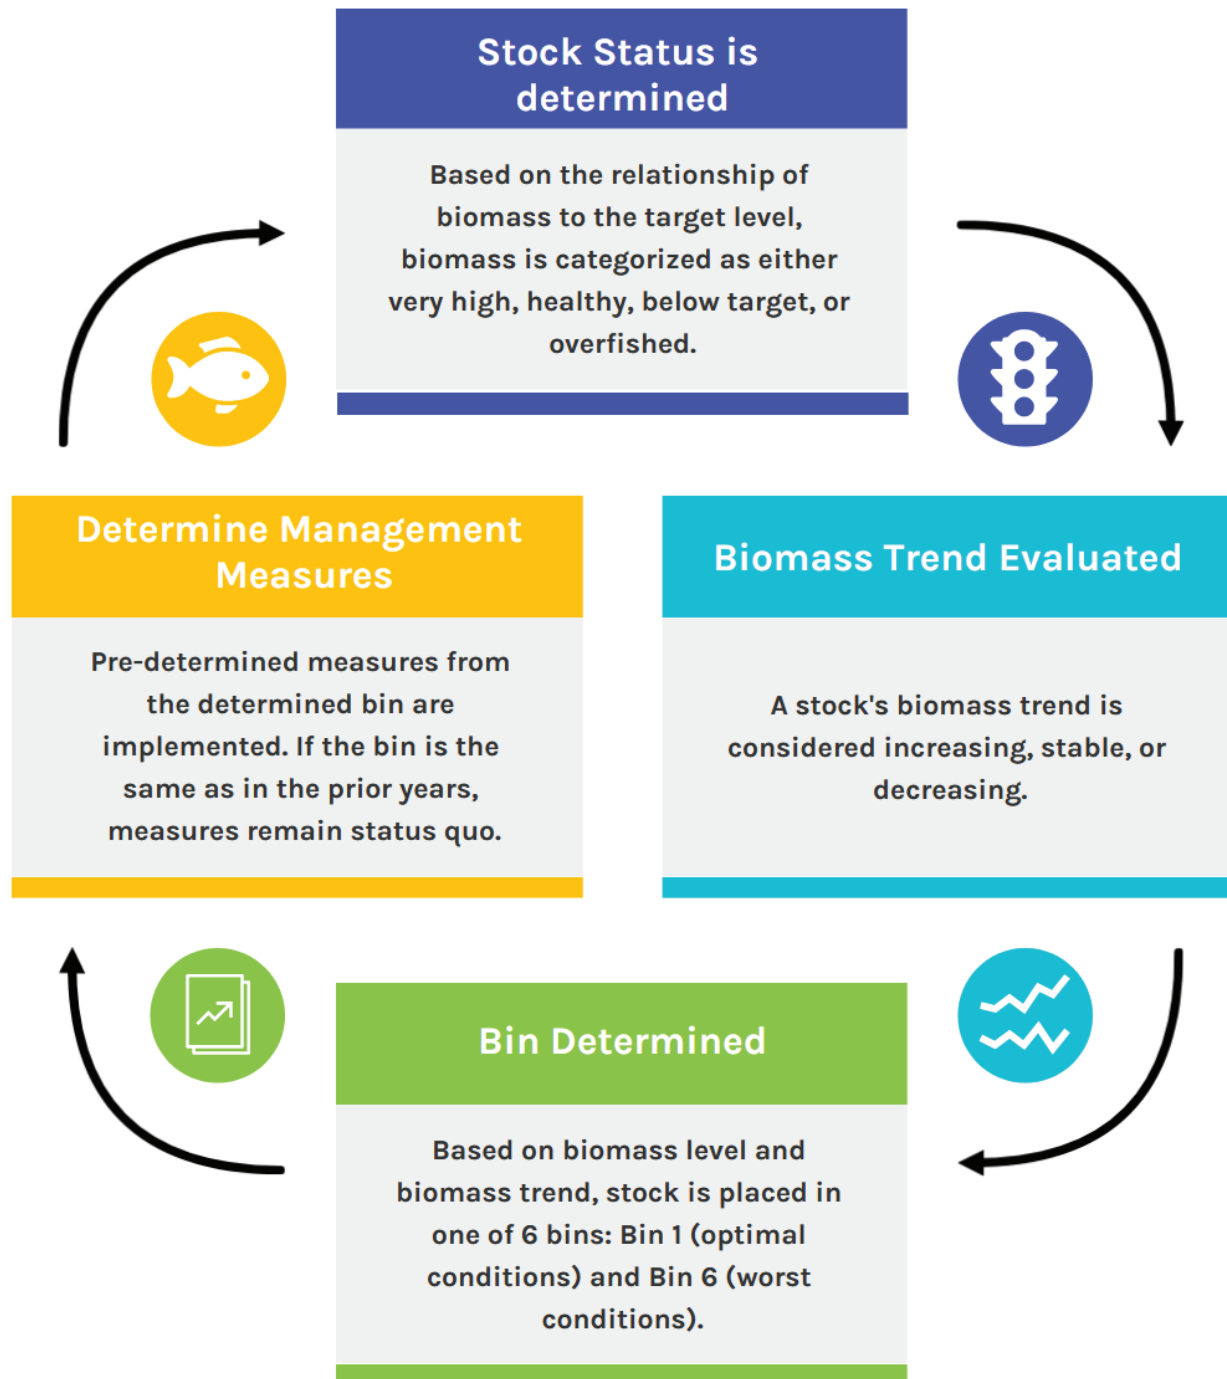 Stock Status is
determined
Based on the relationship of
biomass to the target level,
biomass is categorized as either
very high, healthy, below target, or
overfished.
Biomass Trend Evaluated
A stock's biomass trend is
considered increasing, stable, or
decreasing.
Bin Determined
Based on biomass level and
biomass trend, stock is placed in
one of 6 bins: Bin 1 (optimal
conditions) and Bin 6 (worst
conditions).
Determine Management
Measures
Pre-determined measures from
the determined bin are
implemented. If the bin is the
same as in the prior years,
measures remain status quo.